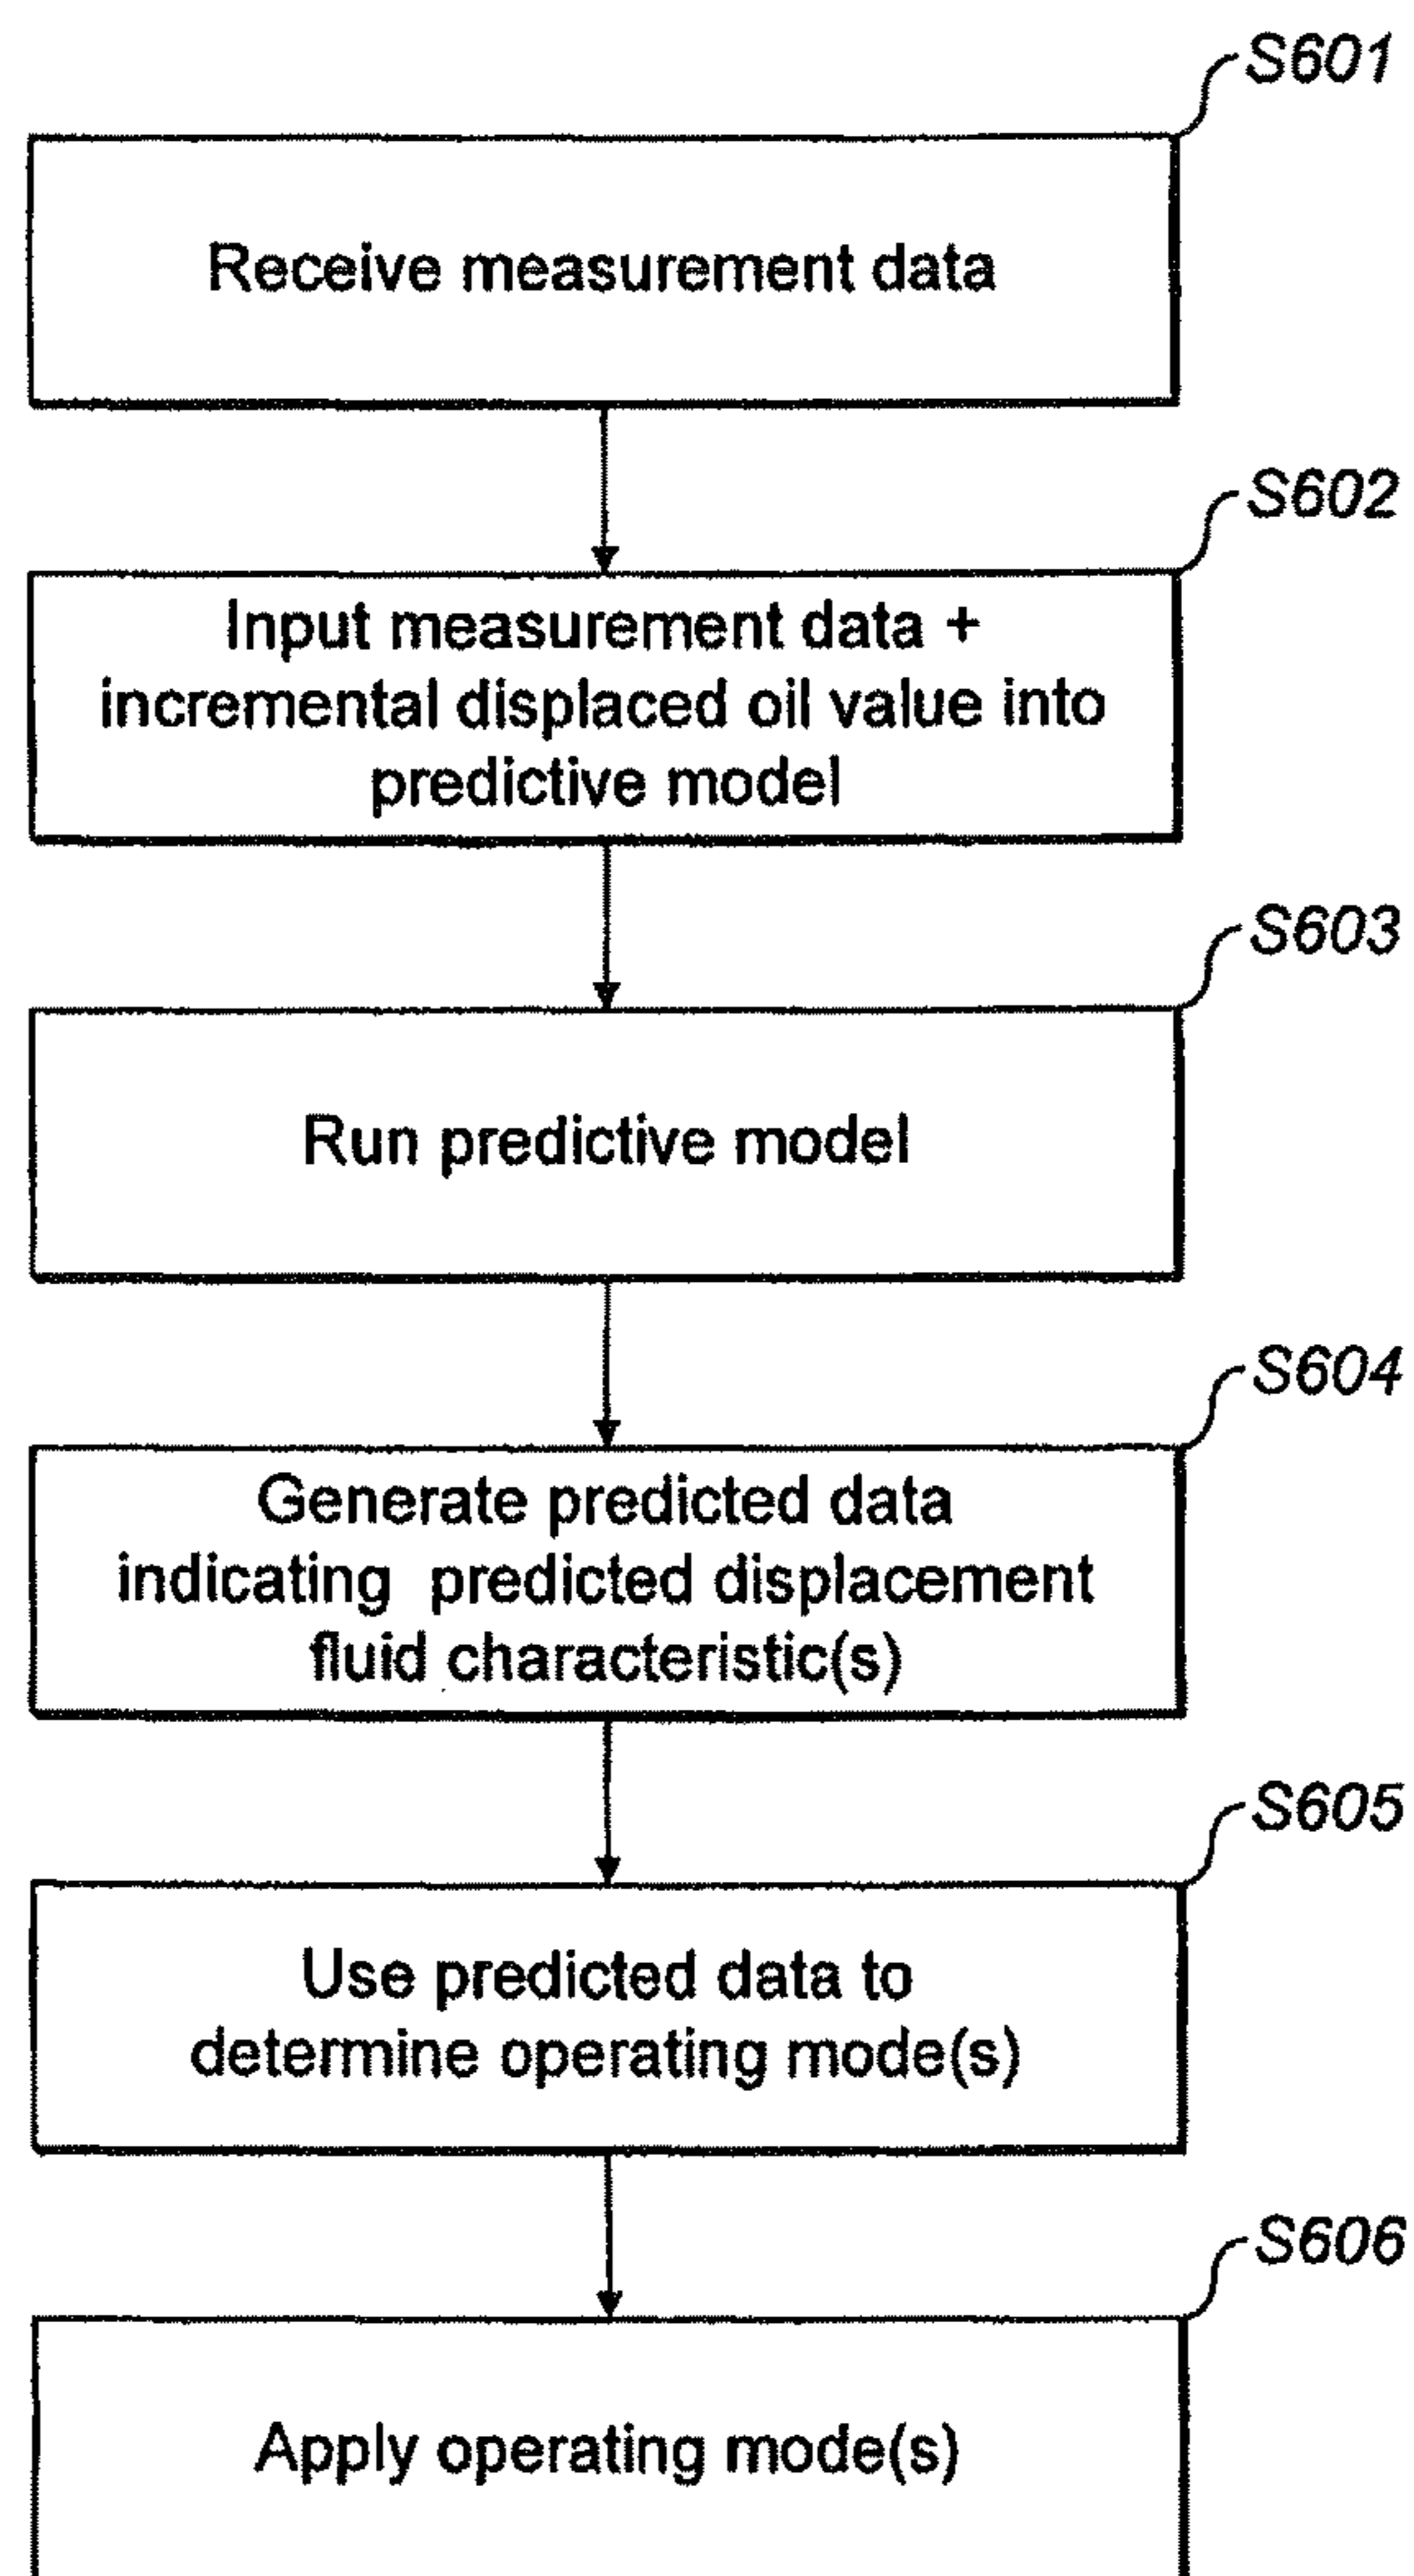 S601
Receive measurement data
S602
Input measurement data +
incremental displaced oil value into
predictive model
S603
Run predictive model
S604
Generate predicted data
indicating predicted displacement
fluid characteristic(s)
S605
Use predicted data to
determine operating mode(s)
S606
Apply operating mode(s)